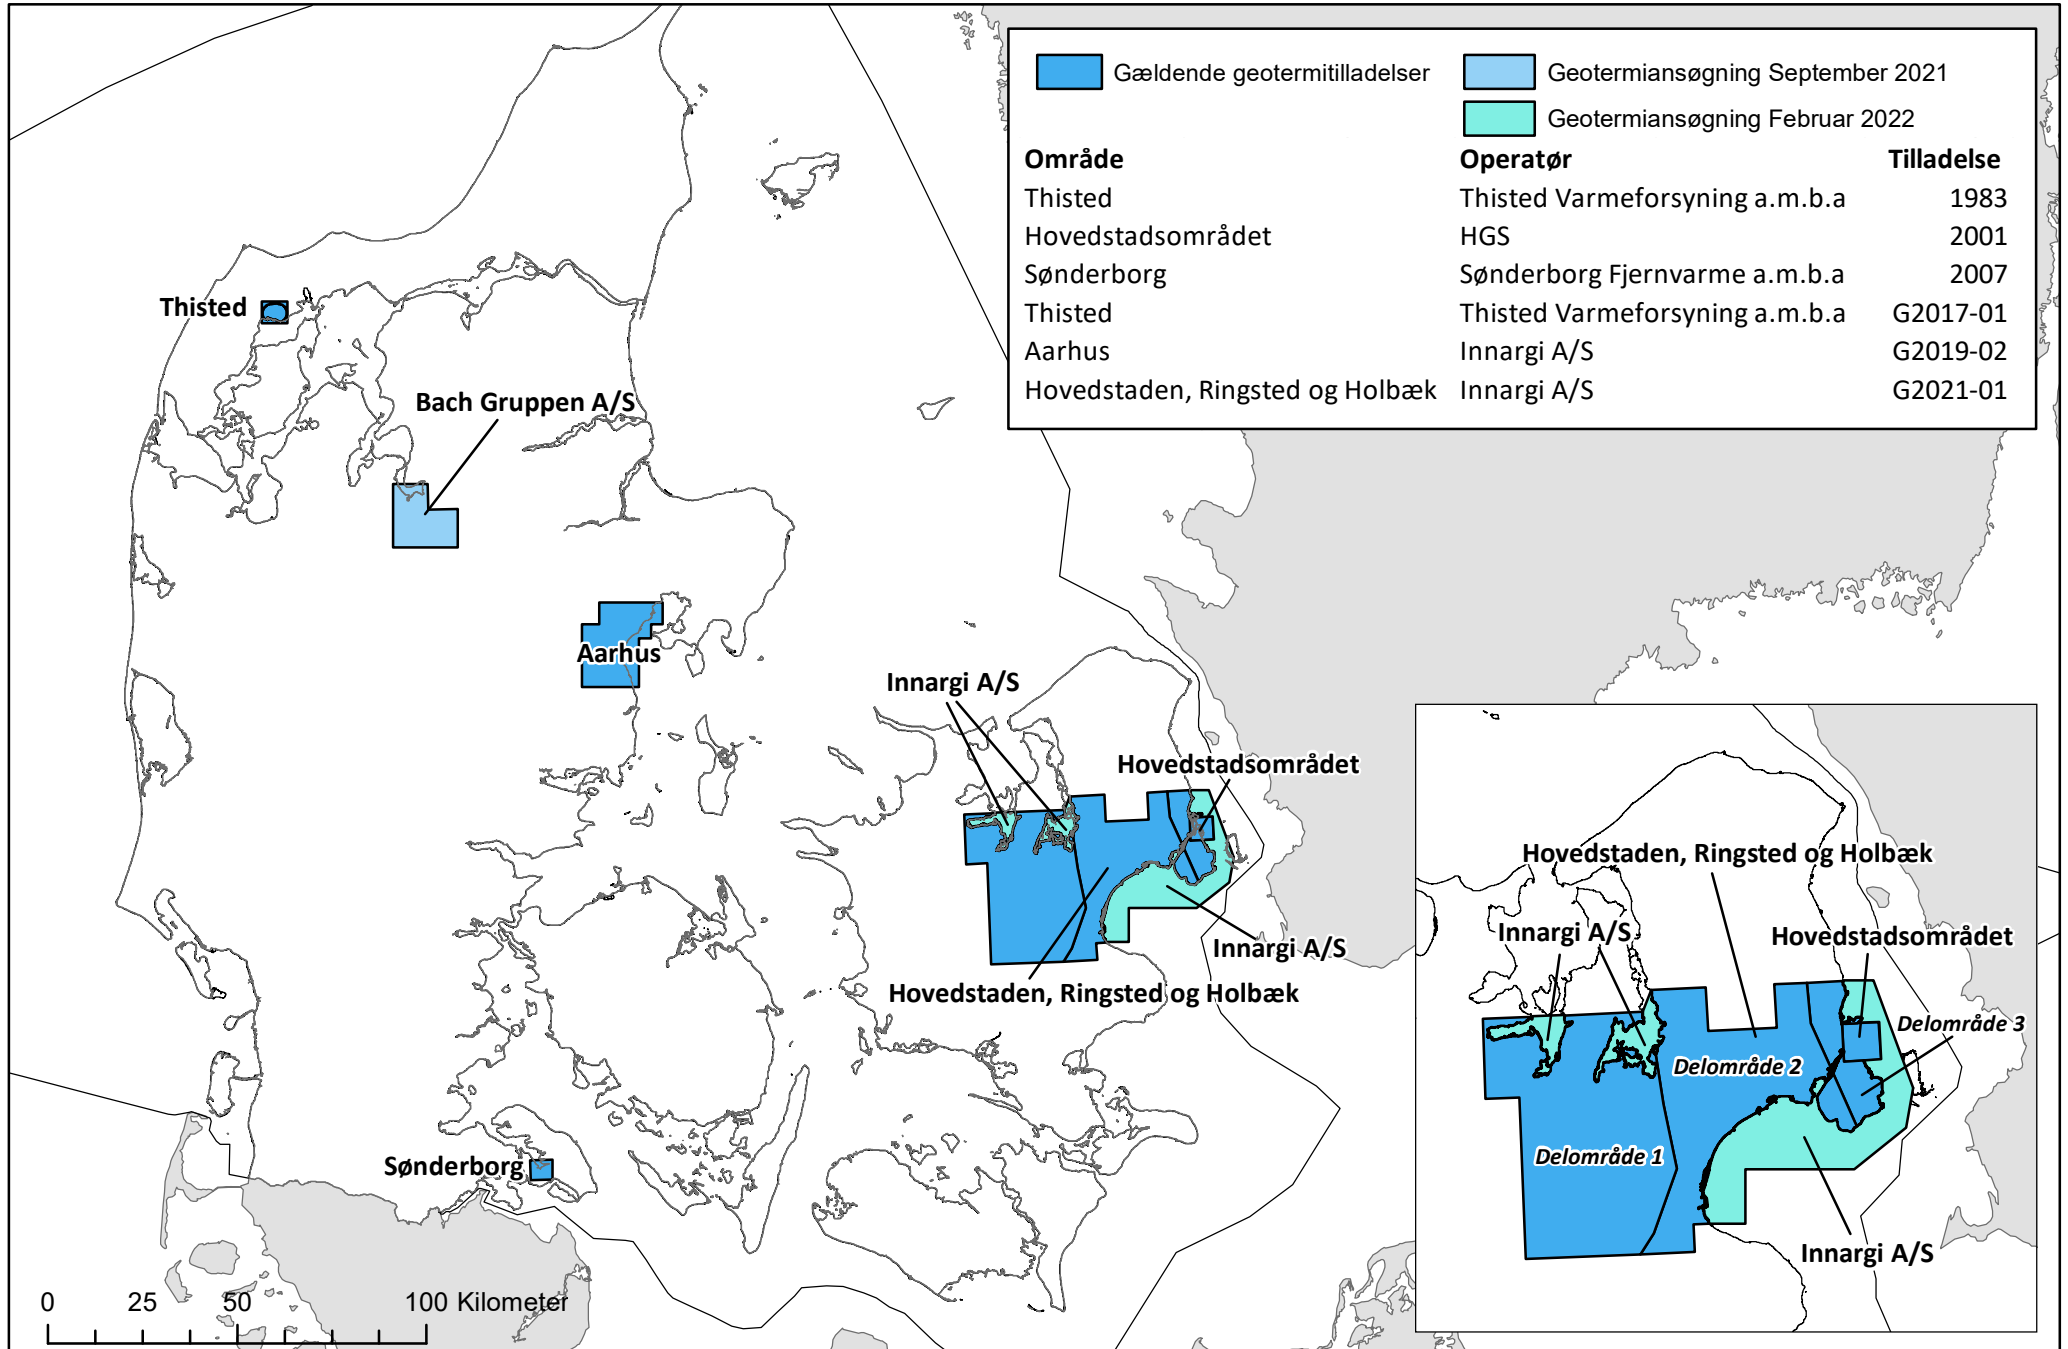 Gældende geotermitilladelser
Geotermiansøgning September 2021
Geotermiansøgning Februar 2022
Område Operatør Tilladelse
Thisted Thisted Varmeforsyning a.m.b.a 1983
Hovedstadsområdet HGS 2001
Sønderborg Sønderborg Fjernvarme a.m.b.a 2007
Thisted Thisted Varmeforsyning a.m.b.a G2017-01
Aarhus Innargi A/S G2019-02
Hovedstaden, Ringsted og Holbæk Innargi A/S G2021-01
Thisted
Bach Gruppen A/S
Aarhus
Innargi A/S
Hovedstadsområdet
Innargi A/S
Hovedstaden, Ringsted og Holbæk
Sønderborg
0 25 50 100 Kilometer
Hovedstaden, Ringsted og Holbæk
Innargi A/S
Hovedstadsområdet
Delområde 3
Delområde 2
Delområde 1
Innargi A/S